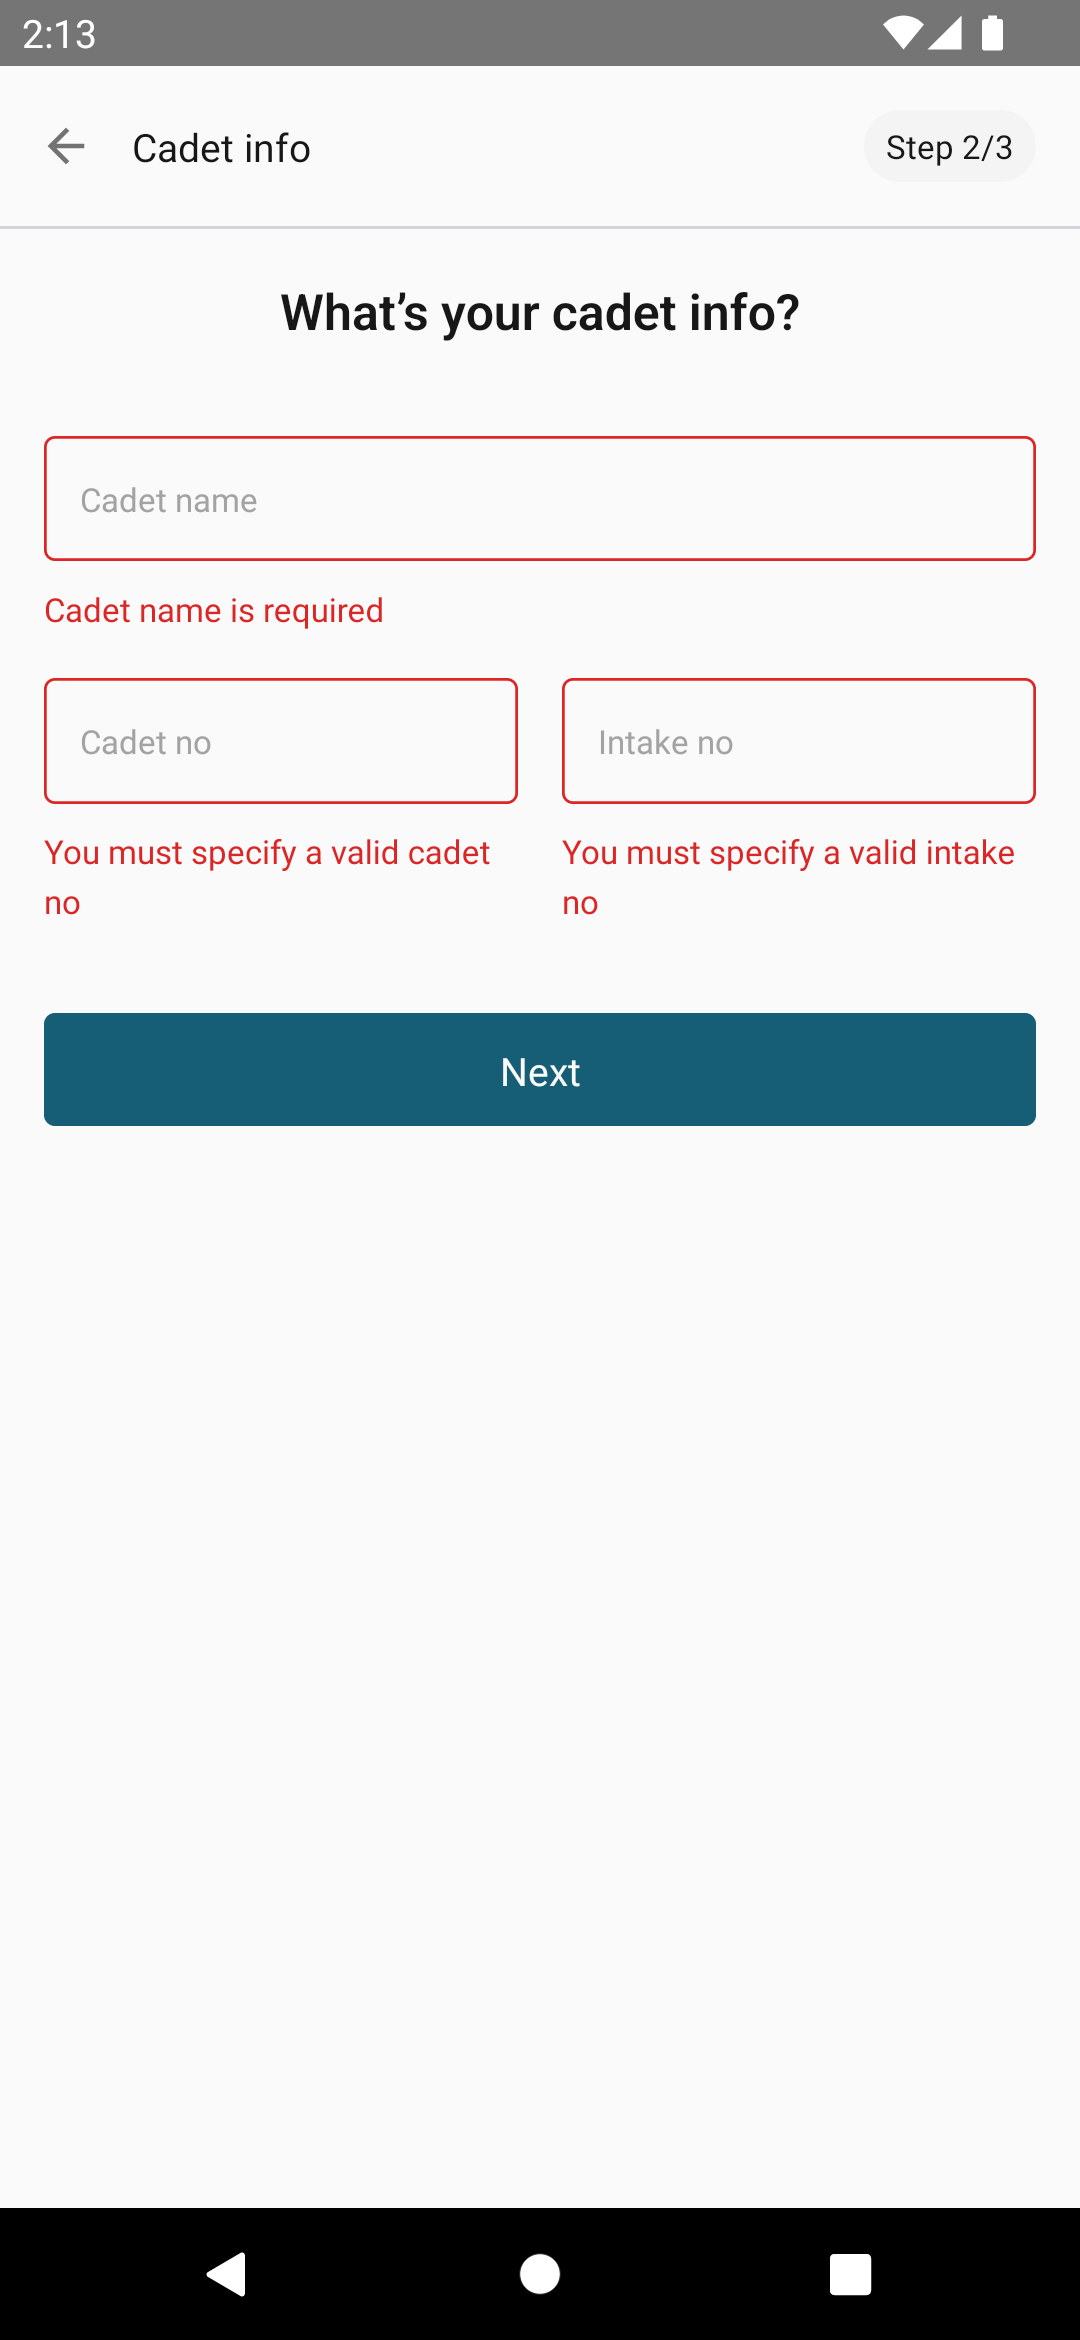 2:13
Cadet info
Step 2/3
What’s your cadet info?
Cadet name
Cadet name is required
Cadet no
Intake no
You must specify a valid cadet
no
You must specify a valid intake
no
Next